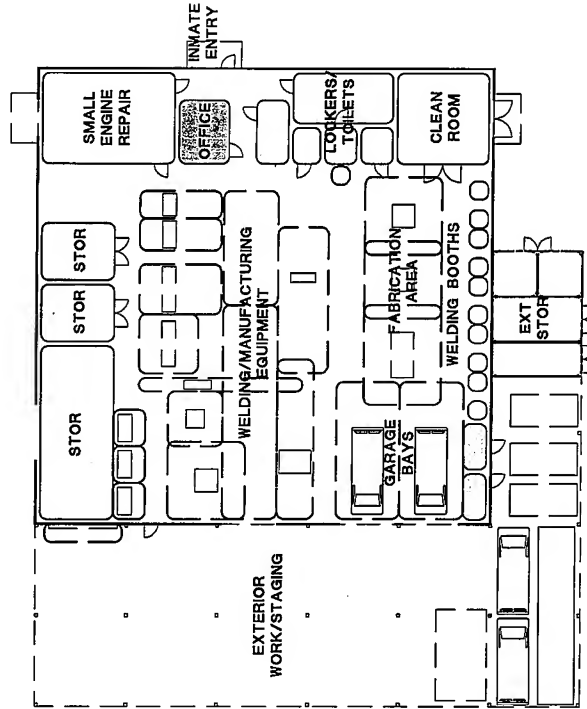 INMATE
ENTRY
SMALL
ENGINE
REPAIR
OFFICE
LOCKERS/
TOILETS
CLEAN
ROOM
STOR
STOR
STOR
WELDING/MANUFACTURING
EQUIPMENT
FABRICATION
AREA
WELDING BOOTHS
EXT
STOR
GARAGE
BAYS
EXTERIOR
WORK/STAGING